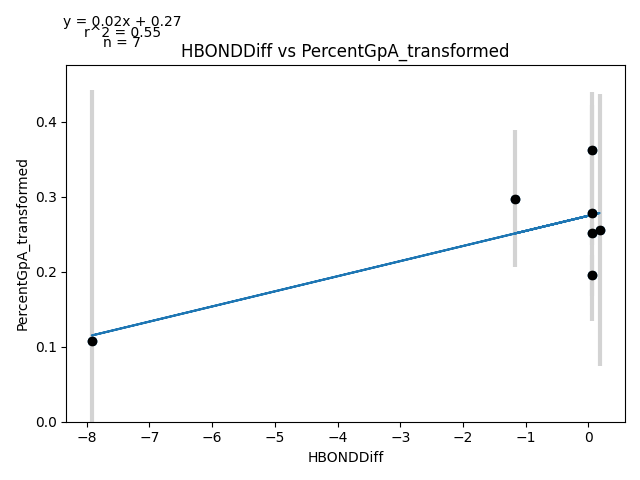 y = 0.02x + 0.27
r^2 = 0.55
n = 7
HBONDDiff vs PercentGpA_transformed
PercentGpA_transformed
0.4
0.3
0.2
0.1
0.0
−8 −7 −6 −5 −4 −3 −2 −1 0
HBONDDiff